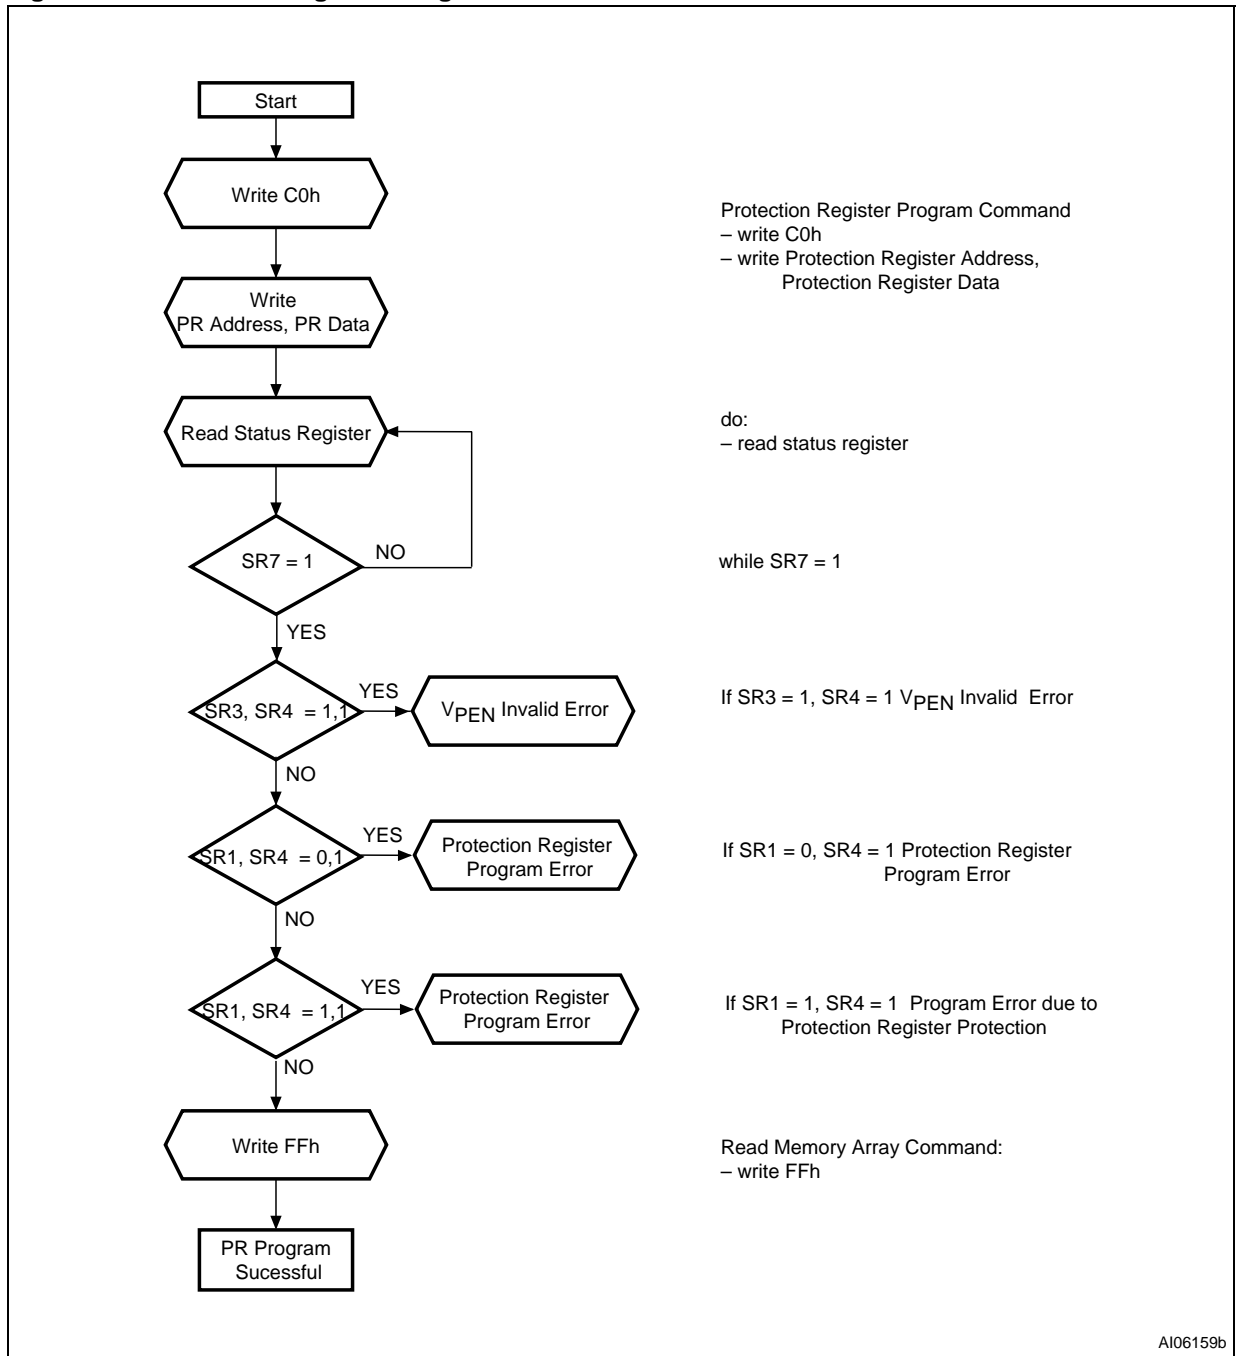 Start
Write C0h
Protection Register Program Command
– write C0h
– write Protection Register Address,
Protection Register Data
Write
PR Address, PR Data
Read Status Register
do:
– read status register
SR7 = 1
NO
while SR7 = 1
YES
SR3, SR4 = 1,1
YES
VPEN Invalid Error
If SR3 = 1, SR4 = 1 VPEN Invalid Error
NO
SR1, SR4 = 0,1
YES
Protection Register
Program Error
If SR1 = 0, SR4 = 1 Protection Register
Program Error
NO
SR1, SR4 = 1,1
YES
Protection Register
Program Error
If SR1 = 1, SR4 = 1 Program Error due to
Protection Register Protection
NO
Write FFh
Read Memory Array Command:
– write FFh
PR Program
Sucessful
AI06159b